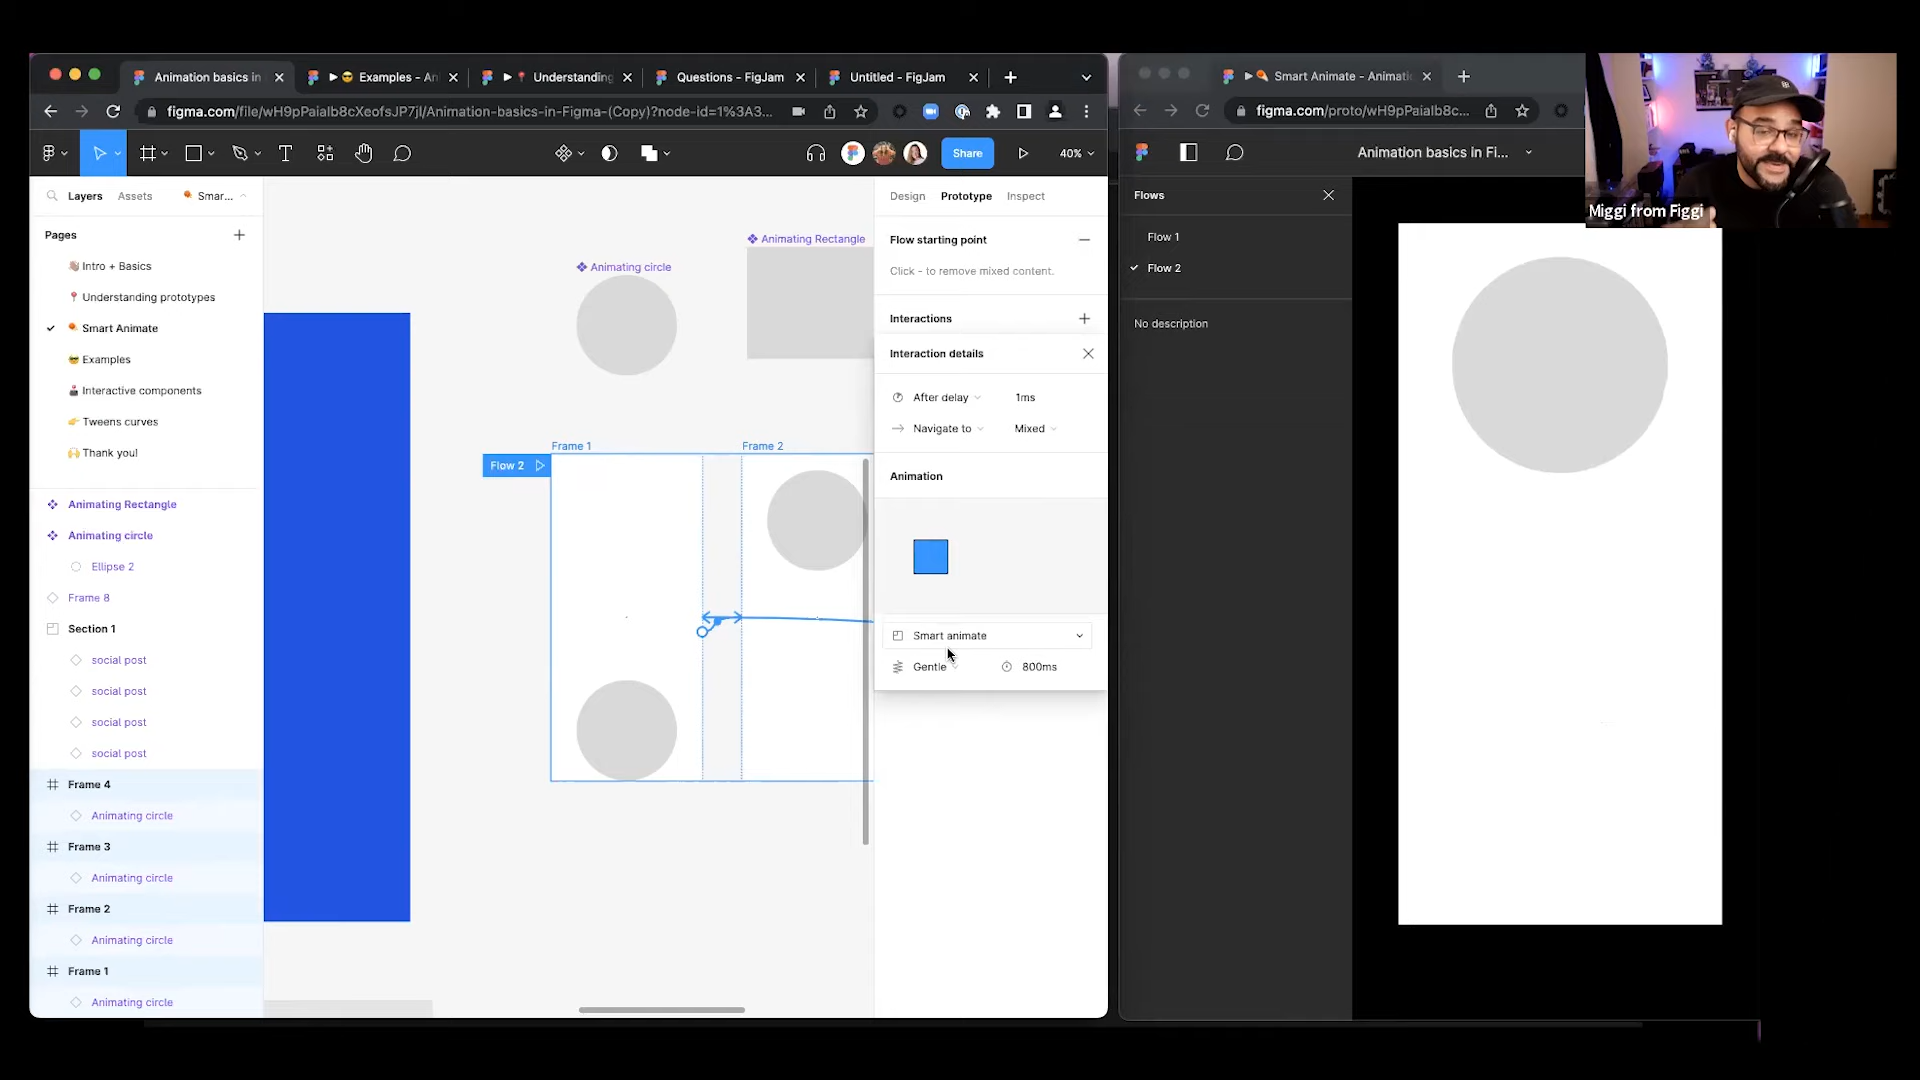 Animation basics in
Examples - An
Understanding
Questions - FigJam
Untitled - FigJam
figma.com/file/wH9pPaiaIb8cXeofsJP7jl/Animation-basics-in-Figma-(Copy)?node-id=1%3A3...
Share
40%
Layers
Assets
Smar...
Pages
Intro + Basics
Understanding prototypes
Smart Animate
Examples
Interactive components
Tweens curves
Thank you!
Animating Rectangle
Animating circle
Ellipse 2
Frame 8
Section 1
social post
social post
social post
social post
Frame 4
Animating circle
Frame 3
Animating circle
Frame 2
Animating circle
Frame 1
Animating circle
Animating circle
Animating Rectangle
Frame 1
Frame 2
Flow 2
Design
Prototype
Inspect
Flow starting point
Click - to remove mixed content.
Interactions
Interaction details
After delay
1ms
Navigate to
Mixed
Animation
Smart animate
Gentle
800ms
Smart Animate - Animati
figma.com/proto/wH9pPaiaIb8c...
Animation basics in Fi...
Flows
Flow 1
Flow 2
No description
Miggi from Figgi